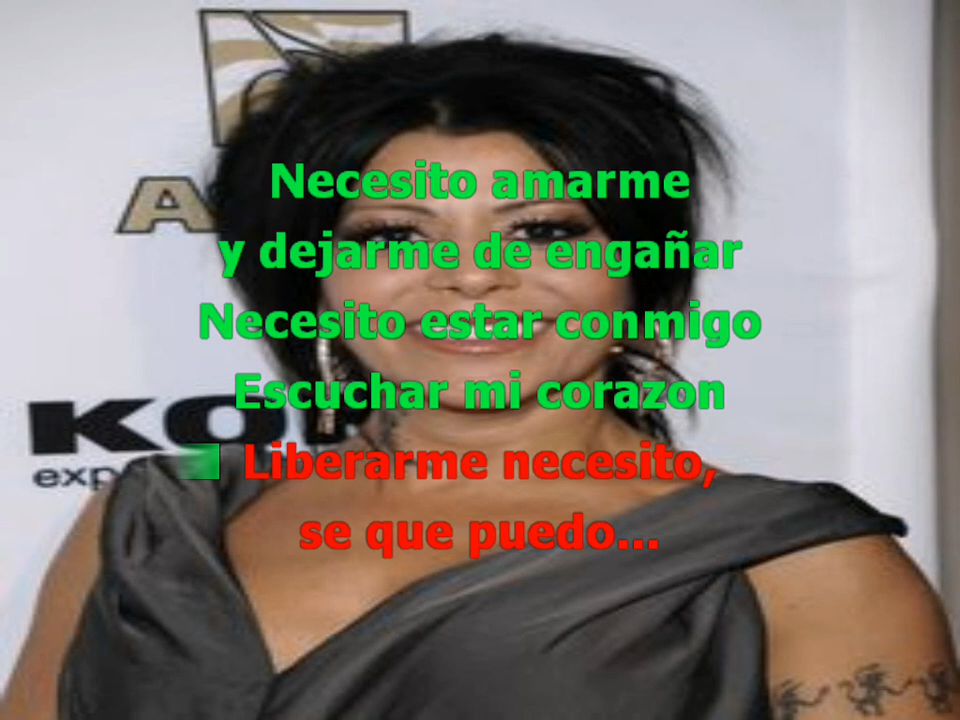 A
Necesito amarme
y dejarme de engañar
Necesito estar conmigo
Escuchar mi corazon
Liberarme necesito,
se que puedo...